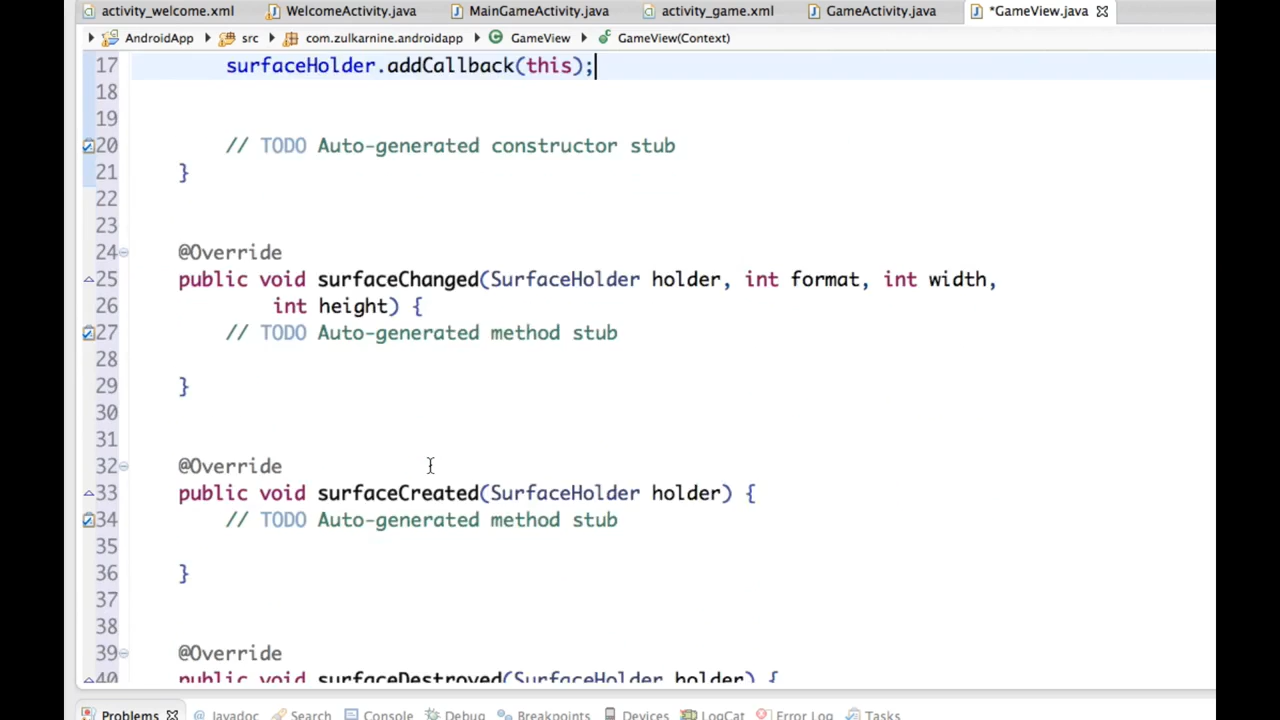 activity_welcome.xml WelcomeActivity.java MainGameActivity.java activity_game.xml GameActivity.java *GameView.java
AndroidApp src com.zulkarnine.androidapp GameView GameView(Context)
17 surfaceHolder.addCallback(this);
18
19
20 // TODO Auto-generated constructor stub
21 }
22
23
24 @Override
25 public void surfaceChanged(SurfaceHolder holder, int format, int width,
26 int height) {
27 // TODO Auto-generated method stub
28
29 }
30
31
32 @Override
33 public void surfaceCreated(SurfaceHolder holder) {
34 // TODO Auto-generated method stub
35
36 }
37
38
39 @Override
40 public void surfaceDestroyed(SurfaceHolder holder) {
Problems Javadoc Search Console Debug Breakpoints Devices LogCat Error Log Tasks